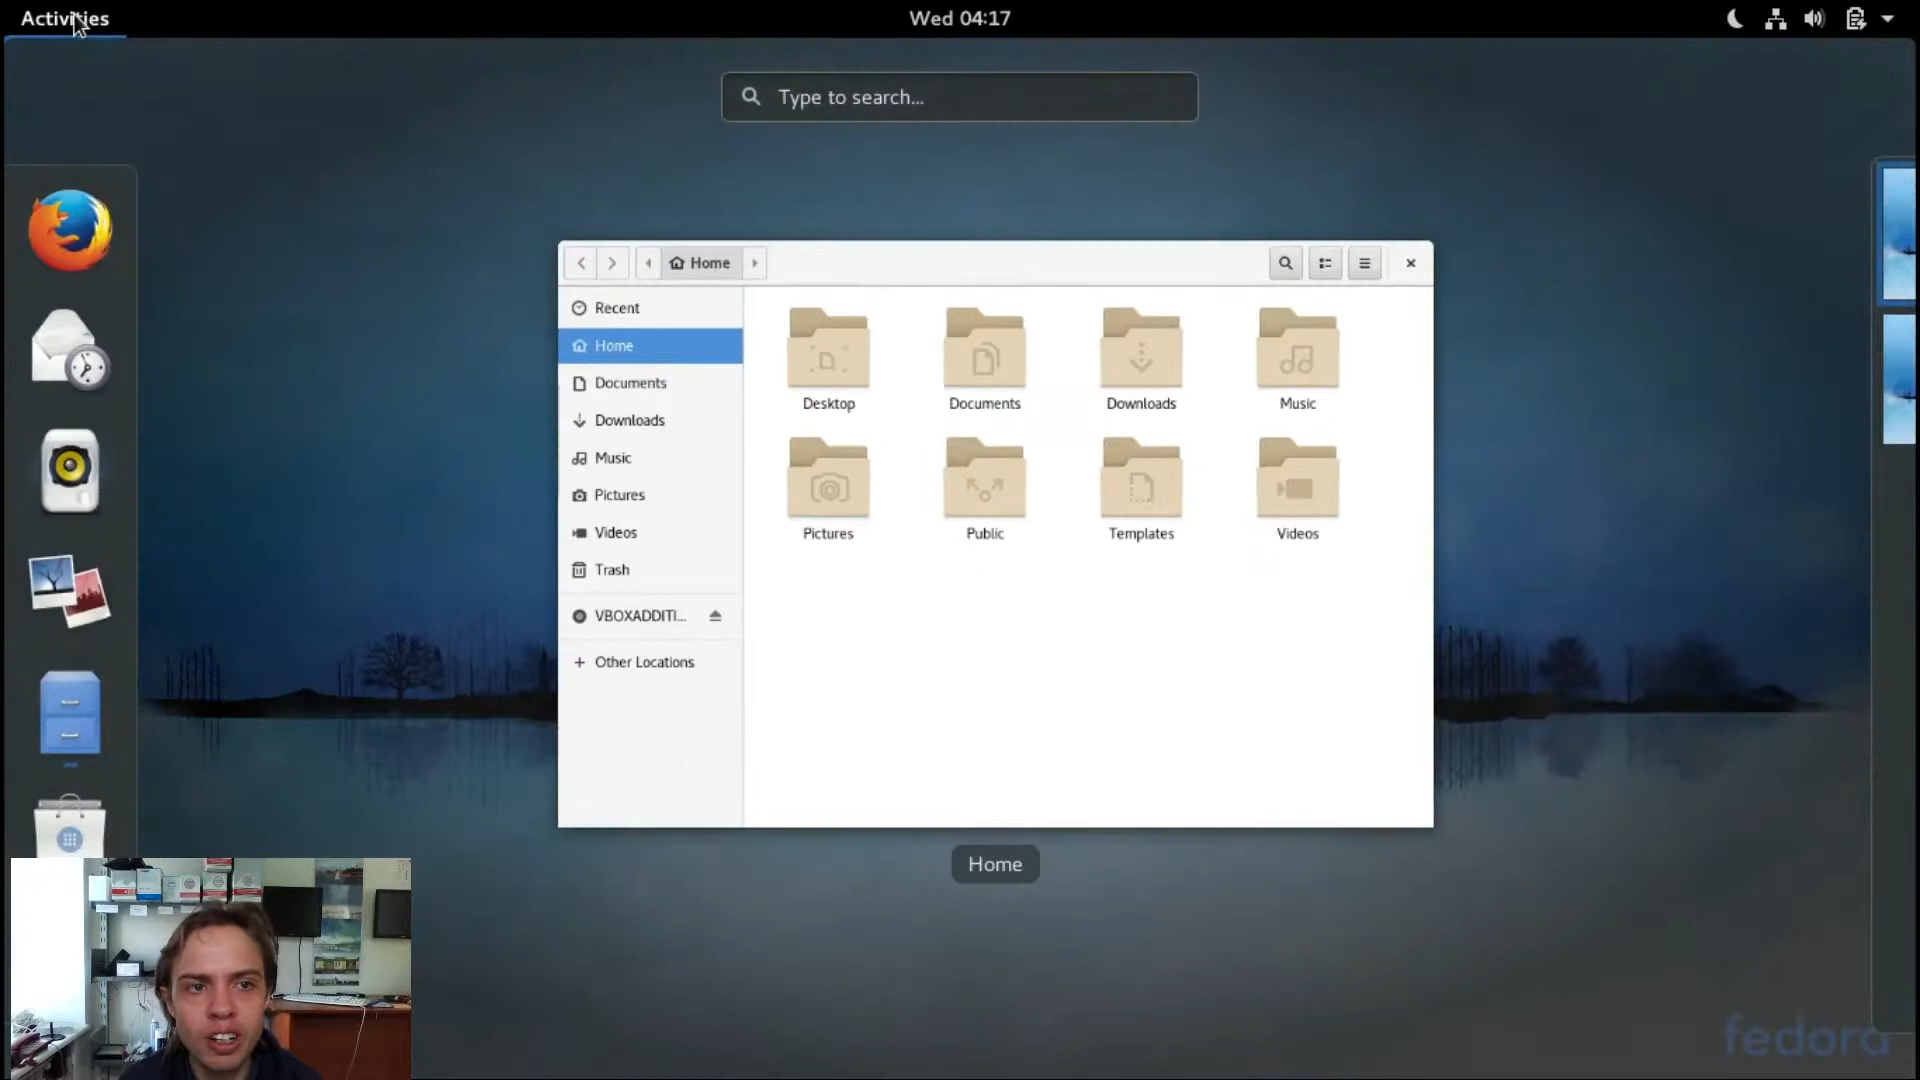 Activities
Wed 04:17
Type to search...
Home
Recent
Home
Documents
Downloads
Music
Pictures
Videos
Trash
VBOXADDITI...
Other Locations
Desktop
Documents
Downloads
Music
Pictures
Public
Templates
Videos
Home
fedora